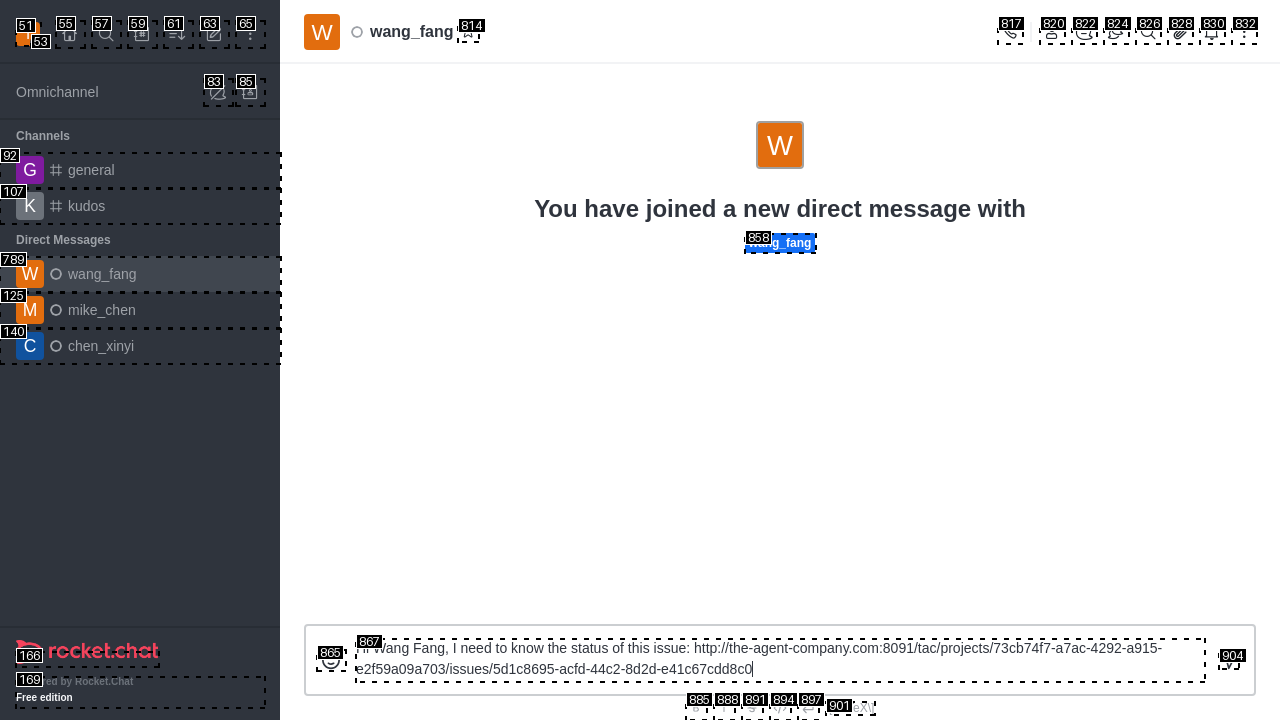 51
53
55
57
59
61
63
65
W
wang_fang
814
817
820
822
824
826
828
830
832
Omnichannel
83
85
Channels
92
G
general
107
K
kudos
Direct Messages
789
W
wang_fang
125
M
mike_chen
140
C
chen_xinyi
W
You have joined a new direct message with
858
wang_fang
867
Wang Fang, I need to know the status of this issue: http://the-agent-company.com:8091/tac/projects/73cb74f7-a7ac-4292-a915-
e2f59a09a703/issues/5d1c8695-acfd-44c2-8d2d-e41c67cdd8c0
865
904
885
888
891
894
897
901
rocket.chat
166
169
by Rocket.Chat
Free edition